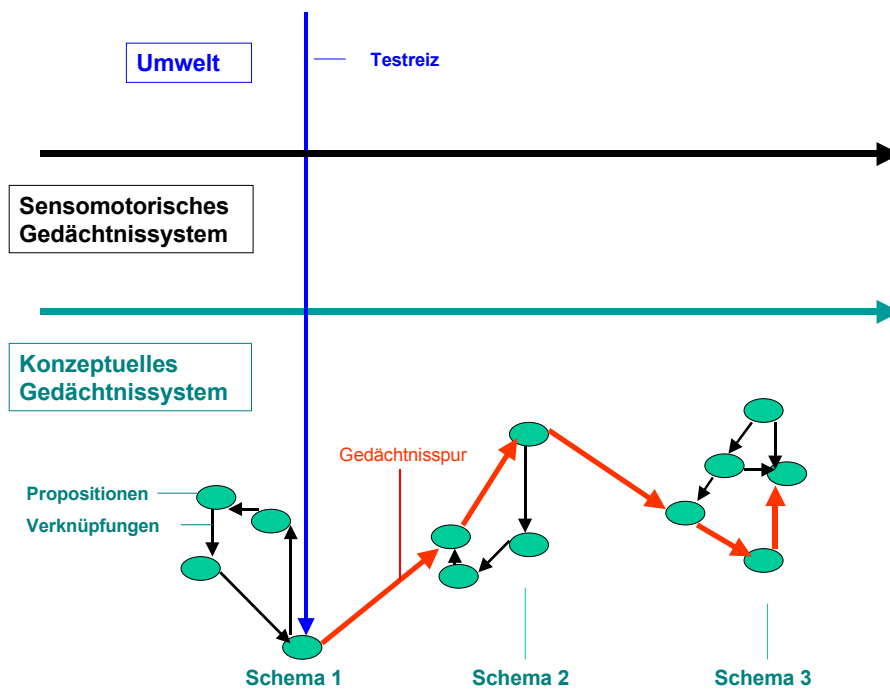 Umwelt
Testreiz
Sensomotorisches
Gedächtnissystem
Konzeptuelles
Gedächtnissystem
Gedächtnisspur
Propositionen
Verknüpfungen
Schema 1
Schema 2
Schema 3